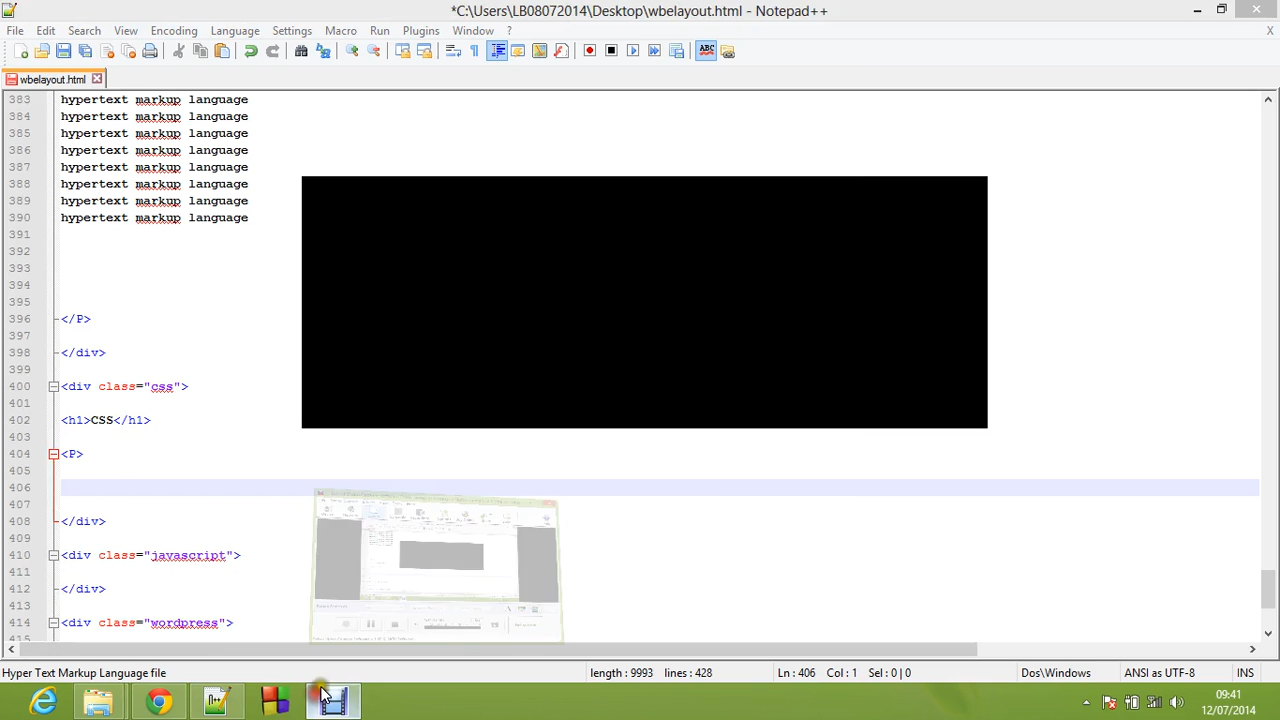 *C:\Users\LB08072014\Desktop\wbelayout.html - Notepad++
File Edit Search View Encoding Language Settings Macro Run Plugins Window ? X
ABC
wbelayout.html
383 hypertext markup language
384 hypertext markup language
385 hypertext markup language
386 hypertext markup language
387 hypertext markup language
388 hypertext markup language
389 hypertext markup language
390 hypertext markup language
391
392
393
394
395
396 </P>
397
398 </div>
399
400 <div class="css">
401
402 <h1>CSS</h1>
403
404 <P>
405
406
407
408 </div>
409
410 <div class="javascript">
411
412 </div>
413
414 <div class="wordpress">
415
Hyper Text Markup Language file length : 9993 lines : 428 Ln : 406 Col : 1 Sel : 0 | 0 Dos\Windows ANSI as UTF-8 INS
09:41
12/07/2014